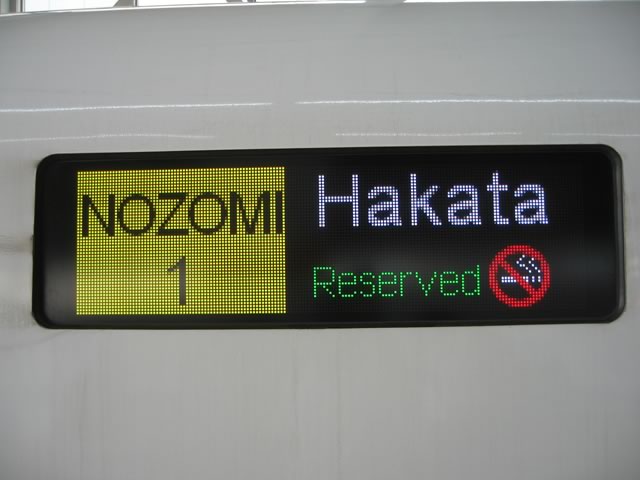 NOZOMI
1
Hakata
Reserved